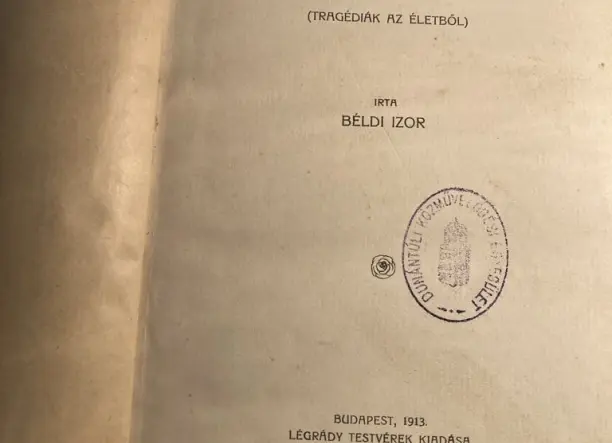 (TRAGÉDIÁK AZ ÉLETBŐL)
IRTA
BÉLDI IZOR
DUNÁNTÚLI KÖZMŰVELŐDÉSI EGYESÜLET
BUDAPEST, 1913.
LÉGRÁDY TESTVÉREK KIADÁSA